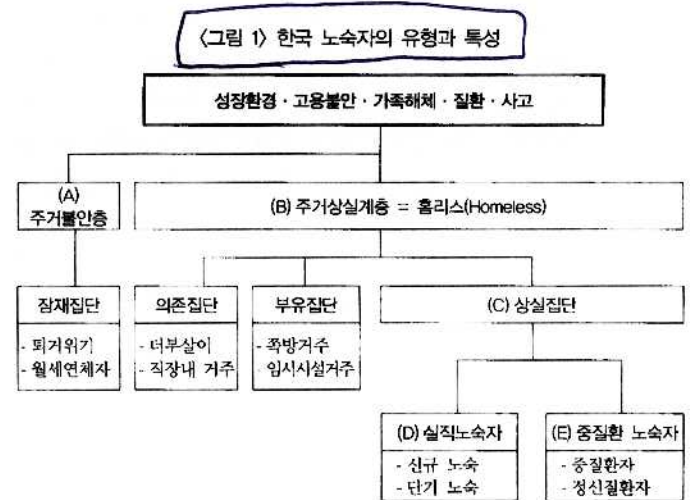 〈그림 1〉 한국 노숙자의 유형과 특성
성장환경 · 고용불안 · 가족해체 · 질환 · 사고
(A)
주거불안층
(B) 주거상실계층 = 홈리스(Homeless)
잠재집단
- 퇴거위기
- 월세연체자
의존집단
- 더부살이
- 직장내 거주
부유집단
- 쪽방거주
- 임시시설거주
(C) 상실집단
(D) 실직노숙자
- 신규 노숙
- 단기 노숙
(E) 중질환 노숙자
- 중질환자
- 정신질환자